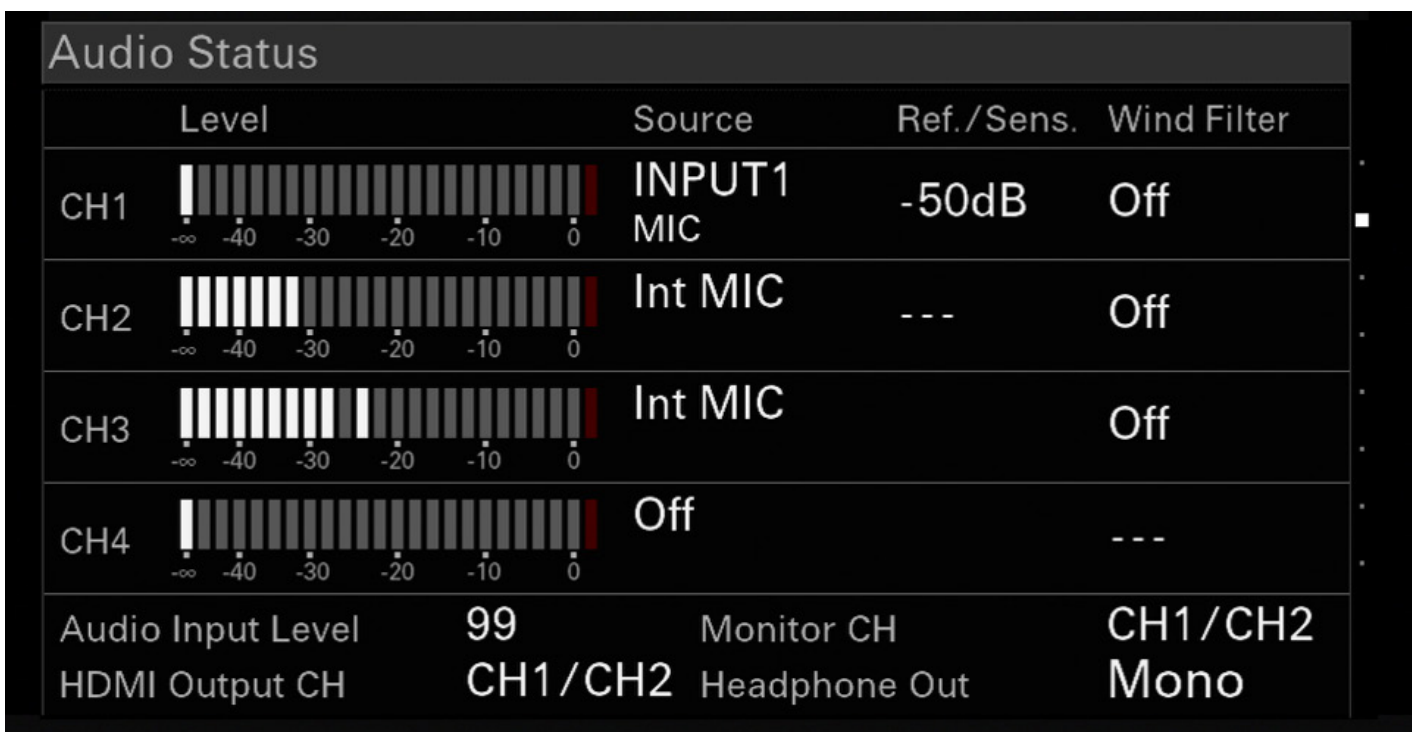 Audio Status
Level Source Ref./Sens. Wind Filter
CH1 INPUT1 -50dB Off
MIC
-∞ -40 -30 -20 -10 0
CH2 Int MIC --- Off
-∞ -40 -30 -20 -10 0
CH3 Int MIC Off
-∞ -40 -30 -20 -10 0
CH4 Off ---
-∞ -40 -30 -20 -10 0
Audio Input Level 99 Monitor CH CH1/CH2
HDMI Output CH CH1/CH2 Headphone Out Mono